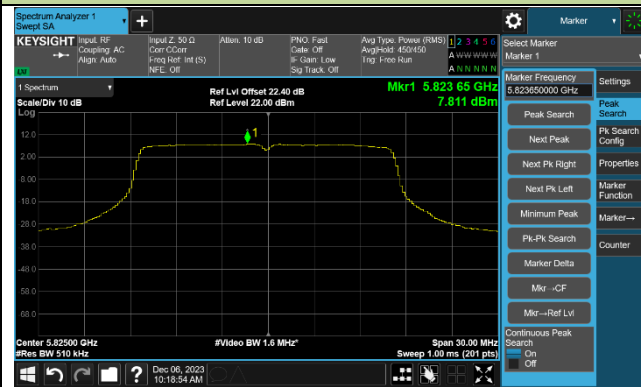 Spectrum Analyzer 1
Swept SA
Marker
KEYSIGHT
Input: RF
Coupling: AC
Align: Auto
Input Z: 50 Ω
Corr CCorr
Freq Ref: Int (S)
NFE: Off
Atten: 10 dB
PNO: Fast
Gate: Off
IF Gain: Low
Sig Track: Off
Avg Type: Power (RMS)
Avg|Hold: 450/450
Trig: Free Run
1 2 3 4 5 6
A W W W W W
A N N N N N
Select Marker
Marker 1
1 Spectrum
Scale/Div 10 dB
Ref Lvl Offset 22.40 dB
Ref Level 22.00 dBm
Mkr1 5.823 65 GHz
7.811 dBm
Log
12.0
2.00
-8.00
-18.0
-28.0
-38.0
-48.0
-58.0
-68.0
1
Center 5.82500 GHz
#Res BW 510 kHz
#Video BW 1.6 MHz*
Span 30.00 MHz
Sweep 1.00 ms (201 pts)
Marker Frequency
5.823650000 GHz
Peak Search
Next Peak
Next Pk Right
Next Pk Left
Minimum Peak
Pk-Pk Search
Marker Delta
Mkr→CF
Mkr→Ref Lvl
Continuous Peak
Search
On
Off
Settings
Peak
Search
Pk Search
Config
Properties
Marker
Function
Marker→
Counter
?
Dec 06, 2023
10:18:54 AM